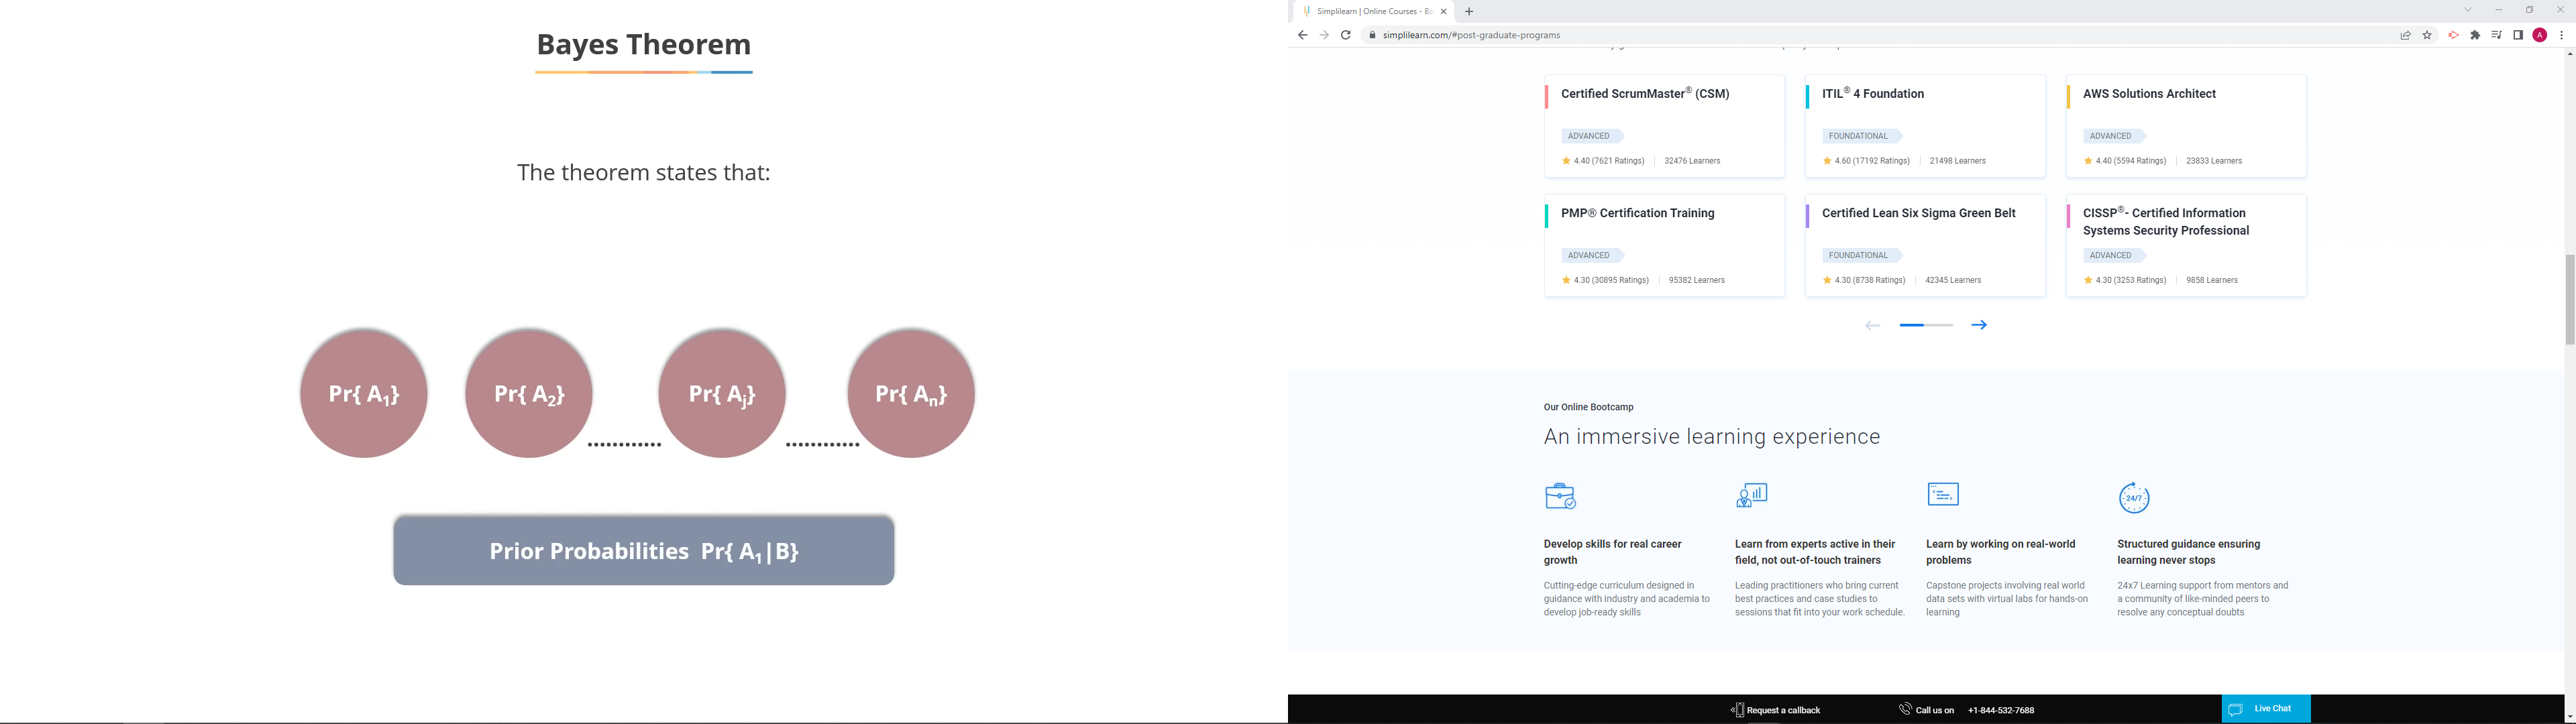 Bayes Theorem
The theorem states that:
Pr{ A1}
Pr{ A2}
Pr{ Aj}
Pr{ An}
Prior Probabilities Pr{ A1|B}
simplilearn.com/#post-graduate-programs
A
Certified ScrumMaster® (CSM)
ADVANCED
4.40 (7621 Ratings) 32476 Learners
ITIL® 4 Foundation
FOUNDATIONAL
4.60 (17192 Ratings) 21498 Learners
AWS Solutions Architect
ADVANCED
4.40 (5594 Ratings) 23833 Learners
PMP® Certification Training
ADVANCED
4.30 (30895 Ratings) 95382 Learners
Certified Lean Six Sigma Green Belt
FOUNDATIONAL
4.30 (8738 Ratings) 42345 Learners
CISSP®- Certified Information
Systems Security Professional
ADVANCED
4.30 (3253 Ratings) 9858 Learners
Our Online Bootcamp
An immersive learning experience
Develop skills for real career
growth
Cutting-edge curriculum designed in
guidance with industry and academia to
develop job-ready skills
Learn from experts active in their
field, not out-of-touch trainers
Leading practitioners who bring current
best practices and case studies to
sessions that fit into your work schedule.
Learn by working on real-world
problems
Capstone projects involving real world
data sets with virtual labs for hands-on
learning
24/7
Structured guidance ensuring
learning never stops
24x7 Learning support from mentors and
a community of like-minded peers to
resolve any conceptual doubts
Request a callback
Call us on +1-844-532-7688
Live Chat
Simplilearn | Online Courses -